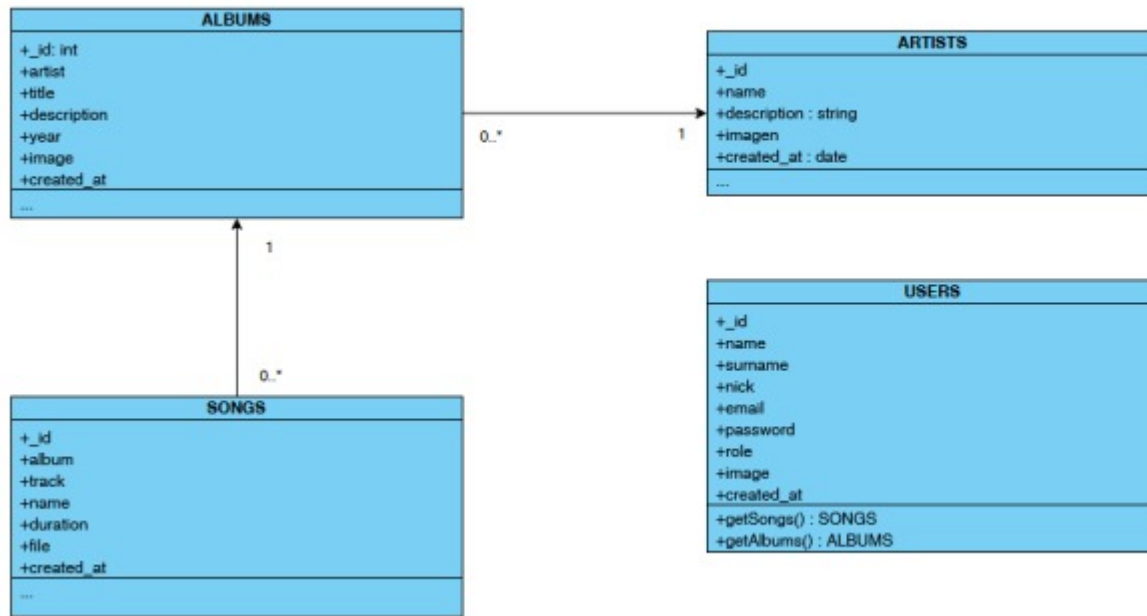 ALBUMS
+_id: int
+artist
+title
+description
+year
+image
+created_at
...
0..*
1
ARTISTS
+_id
+name
+description : string
+imagen
+created_at : date
...
1
0..*
SONGS
+_id
+album
+track
+name
+duration
+file
+created_at
...
USERS
+_id
+name
+surname
+nick
+email
+password
+role
+image
+created_at
+getSongs() : SONGS
+getAlbums() : ALBUMS